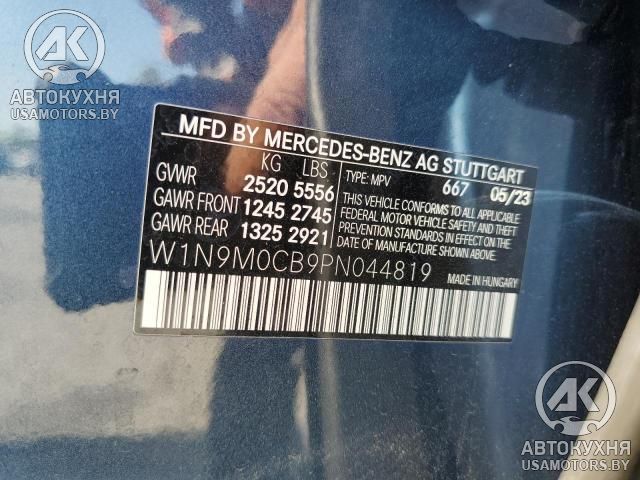 АК
АВТОКУХНЯ
USAMOTORS.BY
MFD BY MERCEDES-BENZ AG STUTTGART
KG LBS
GVWR 2520 5556
GAWR FRONT 1245 2745
GAWR REAR 1325 2921
TYPE: MPV 667 05/23
THIS VEHICLE CONFORMS TO ALL APPLICABLE
FEDERAL MOTOR VEHICLE SAFETY AND THEFT
PREVENTION STANDARDS IN EFFECT ON THE
DATE OF MANUFACTURE SHOWN ABOVE.
W1N9M0CB9PN044819
MADE IN HUNGARY
АК
АВТОКУХНЯ
USAMOTORS.BY